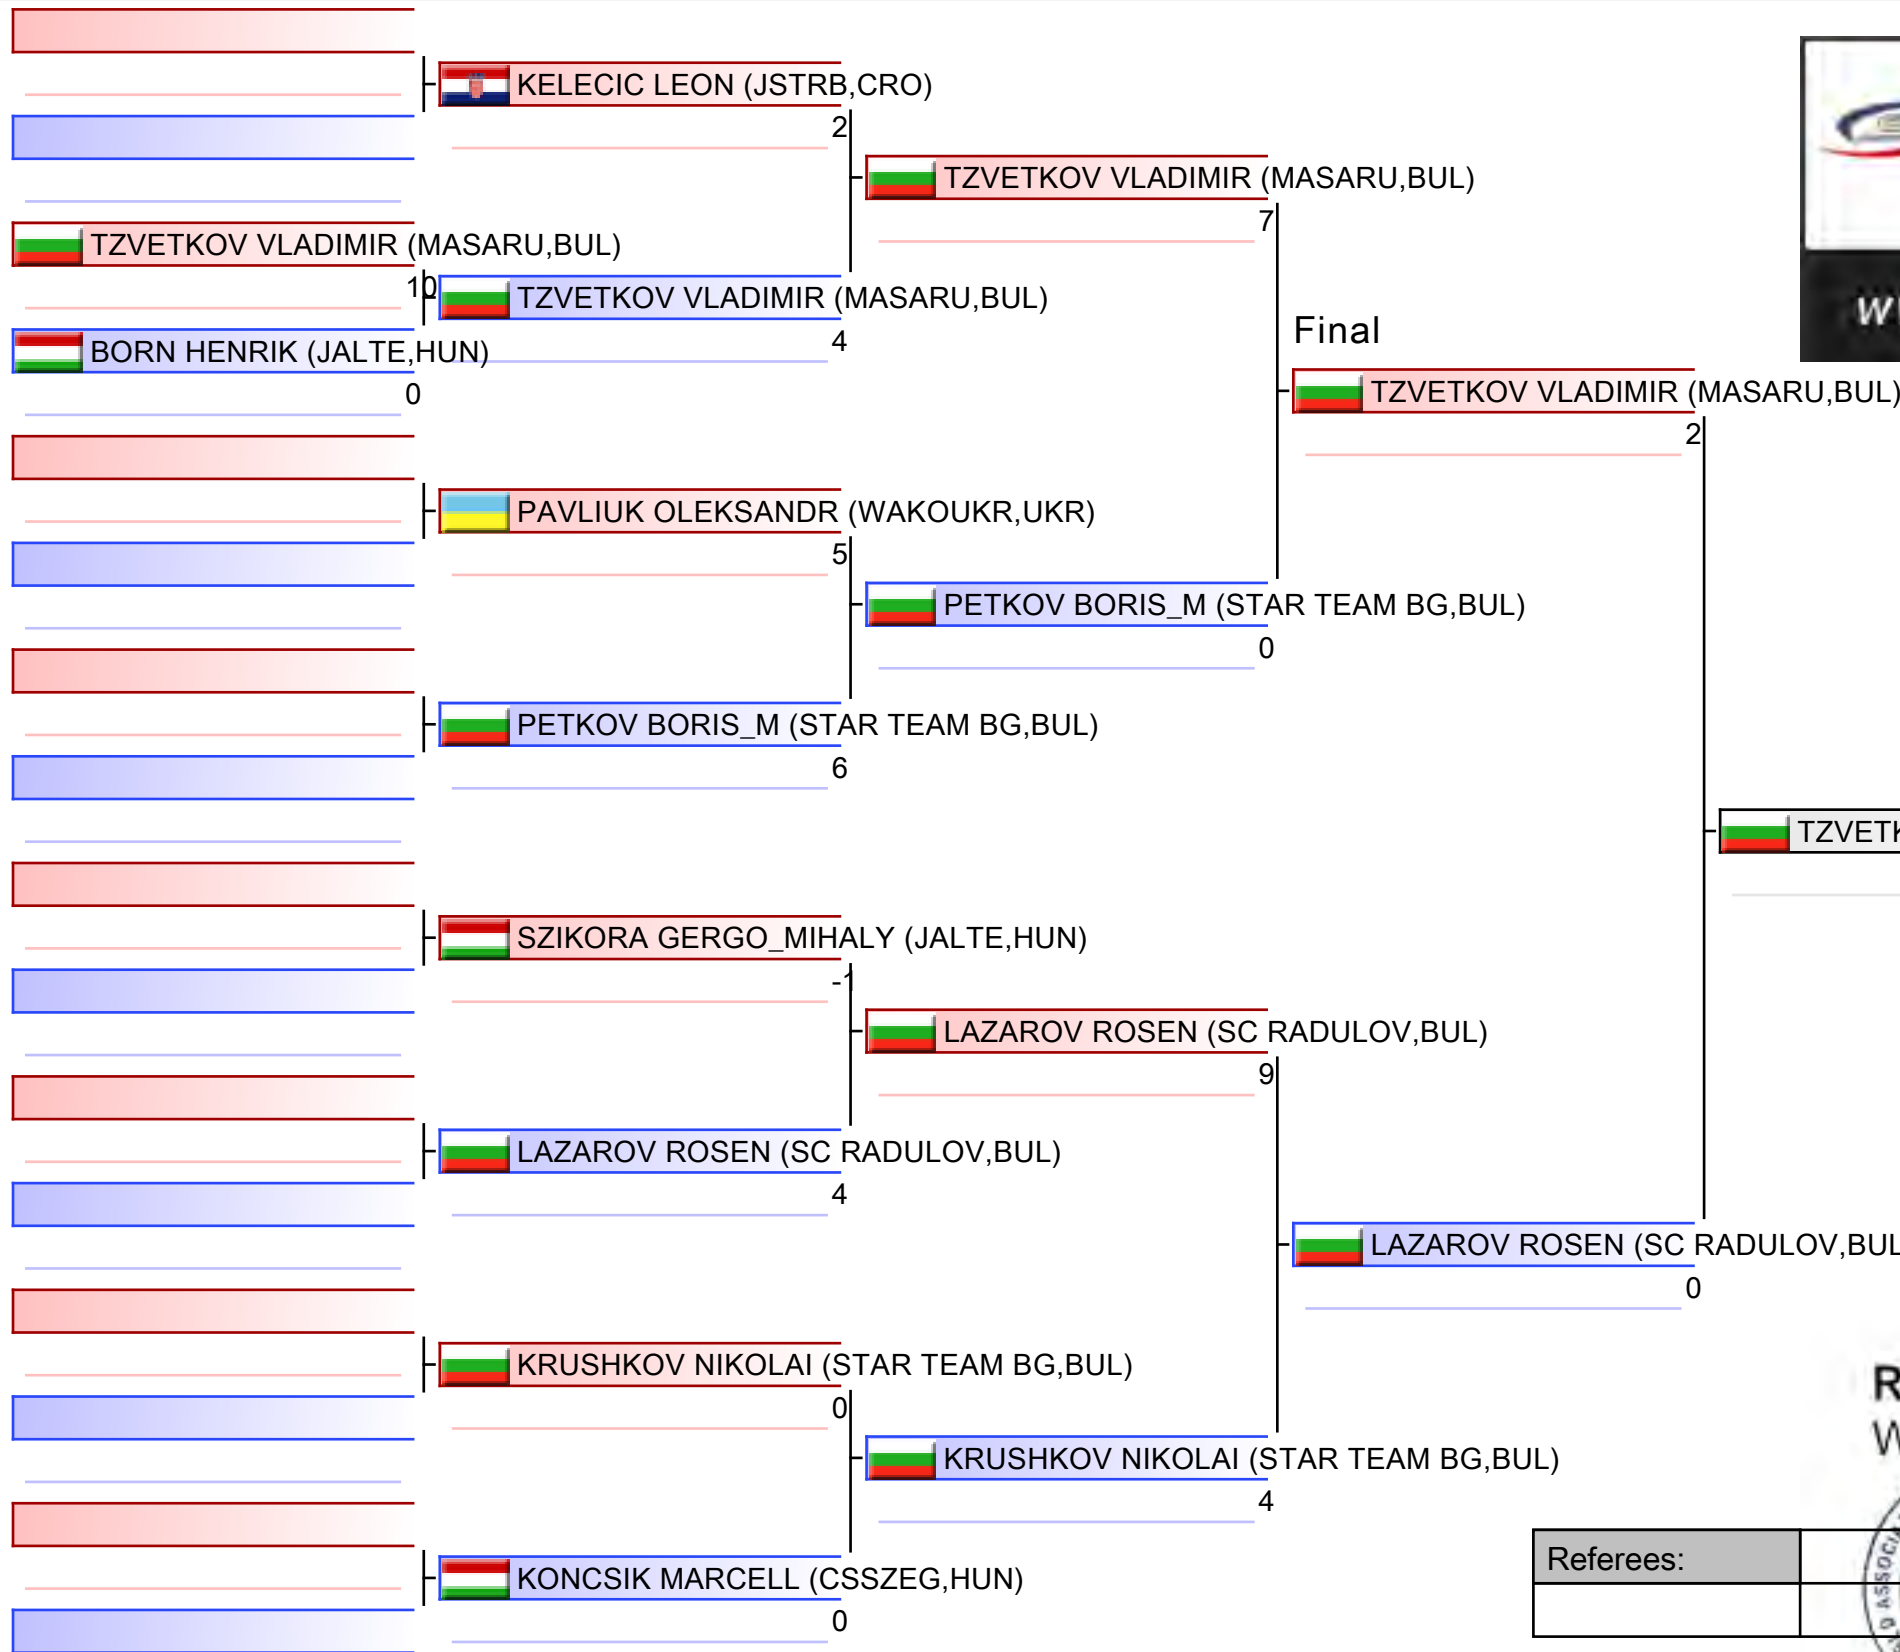 KELECIC LEON (JSTRB,CRO)
2
TZVETKOV VLADIMIR (MASARU,BUL)
7
TZVETKOV VLADIMIR (MASARU,BUL)
10
TZVETKOV VLADIMIR (MASARU,BUL)
4
BORN HENRIK (JALTE,HUN)
0
Final
TZVETKOV VLADIMIR (MASARU,BUL)
2
PAVLIUK OLEKSANDR (WAKOUKR,UKR)
5
PETKOV BORIS_M (STAR TEAM BG,BUL)
0
PETKOV BORIS_M (STAR TEAM BG,BUL)
6
SZIKORA GERGO_MIHALY (JALTE,HUN)
-1
LAZAROV ROSEN (SC RADULOV,BUL)
9
LAZAROV ROSEN (SC RADULOV,BUL)
4
LAZAROV ROSEN (SC RADULOV,BUL
0
KRUSHKOV NIKOLAI (STAR TEAM BG,BUL)
0
KRUSHKOV NIKOLAI (STAR TEAM BG,BUL)
4
KONCSIK MARCELL (CSSZEG,HUN)
0
Referees: